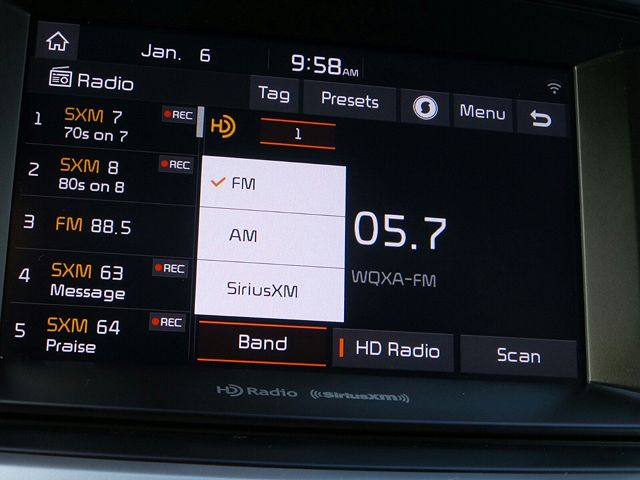 Jan. 6
9:58AM
Radio
Tag
Presets
Menu
1 SXM 7
REC
70s on 7
HD
1
2 SXM 8
REC
80s on 8
FM
3 FM 88.5
AM
05.7
WQXA-FM
4 SXM 63
REC
Message
SiriusXM
5 SXM 64
REC
Praise
Band
HD Radio
Scan
HD Radio
((SiriusXM))